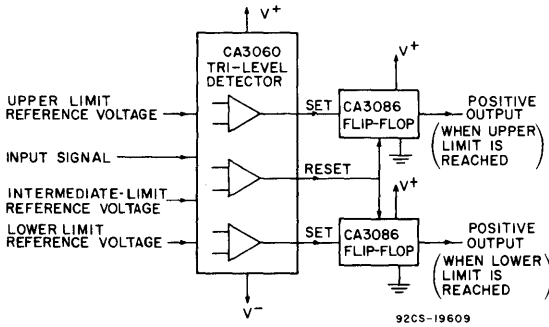 V+
CA3060
TRI-LEVEL
DETECTOR
V+
UPPER LIMIT
REFERENCE VOLTAGE
SET
CA3086
FLIP-FLOP
POSITIVE
OUTPUT
(WHEN UPPER
LIMIT IS
REACHED)
INPUT SIGNAL
RESET
V+
INTERMEDIATE-LIMIT
REFERENCE VOLTAGE
LOWER LIMIT
REFERENCE VOLTAGE
SET
CA3086
FLIP-FLOP
POSITIVE
OUTPUT
(WHEN LOWER
LIMIT IS
REACHED)
V-
92CS-19609